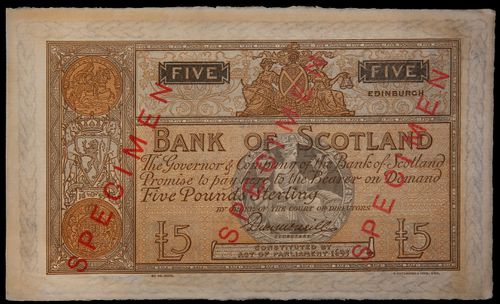 FIVE
FIVE
EDINBURGH
BANK OF SCOTLAND
The Governor & Company of the Bank of Scotland
Promise to pay to the Bearer on Demand
Five Pounds Sterling
BY ORDER OF THE COURT OF DIRECTORS
£5
£5
CONSTITUTED BY
ACT OF PARLIAMENT 1695
SPECIMEN
SPECIMEN
SPECIMEN